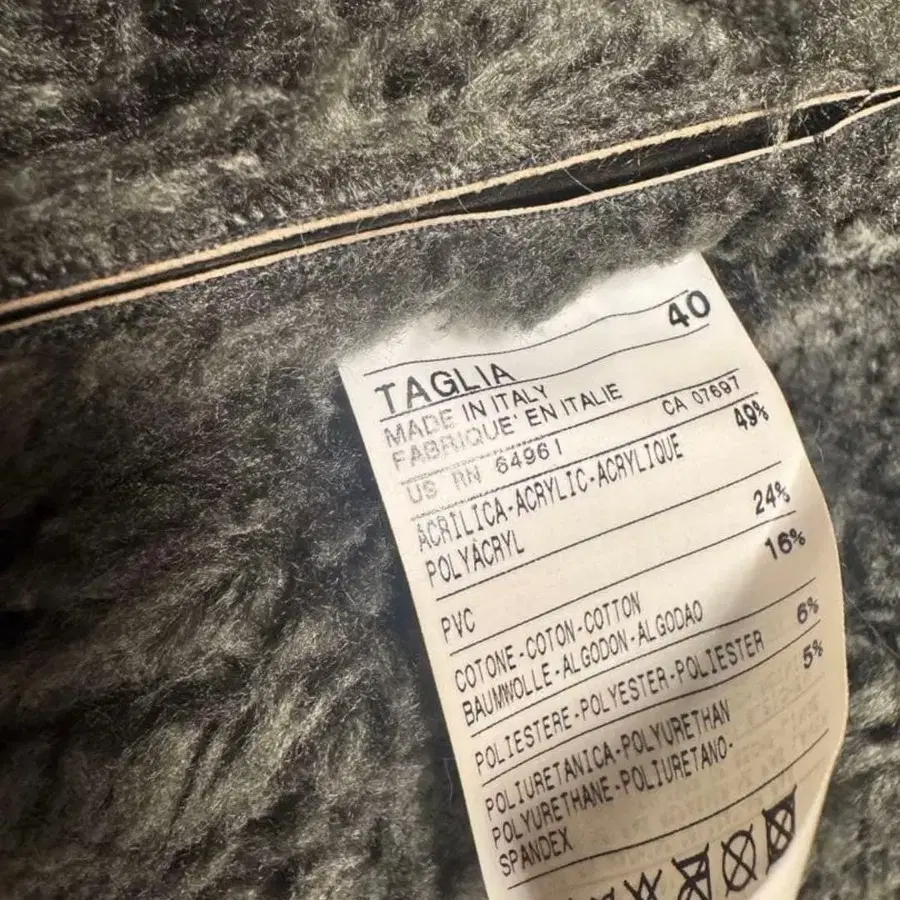 TAGLIA 40
MADE IN ITALY
FABRIQUE' EN ITALIE
US RN 64961 CA 07697
ACRILICA-ACRYLIC-ACRYLIQUE 49%
POLYACRYL
PVC 24%
COTONE-COTON-COTTON 16%
BAUMWOLLE-ALGODON-ALGODAO
POLIESTERE-POLYESTER-POLIESTER 6%
POLIURETANICA-POLYURETHAN 5%
POLYURETHANE-POLIURETANO-
SPANDEX